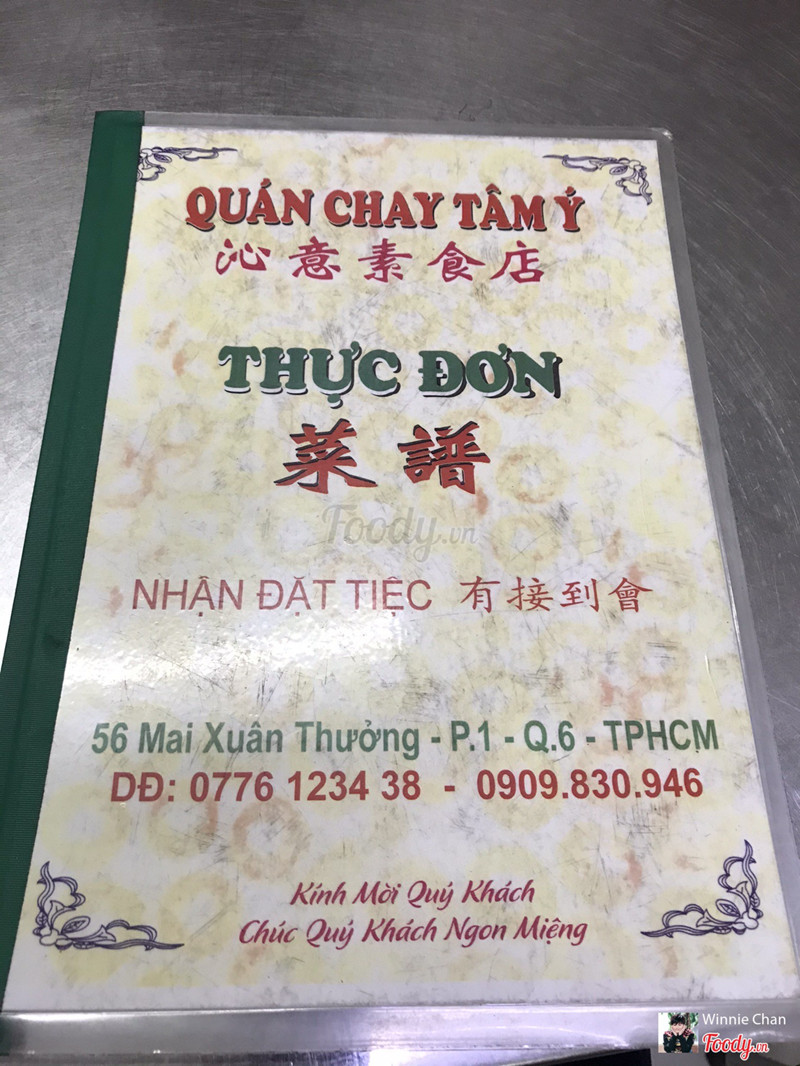 QUÁN CHAY TÂM Ý
沁意素食店
THỰC ĐƠN
菜譜
Foody.vn
NHẬN ĐẶT TIỆC 有接到會
56 Mai Xuân Thưởng - P.1 - Q.6 - TPHCM
DĐ: 0776 1234 38 - 0909.830.946
Kính Mời Quý Khách
Chúc Quý Khách Ngon Miệng
Winnie Chan
Foody.vn